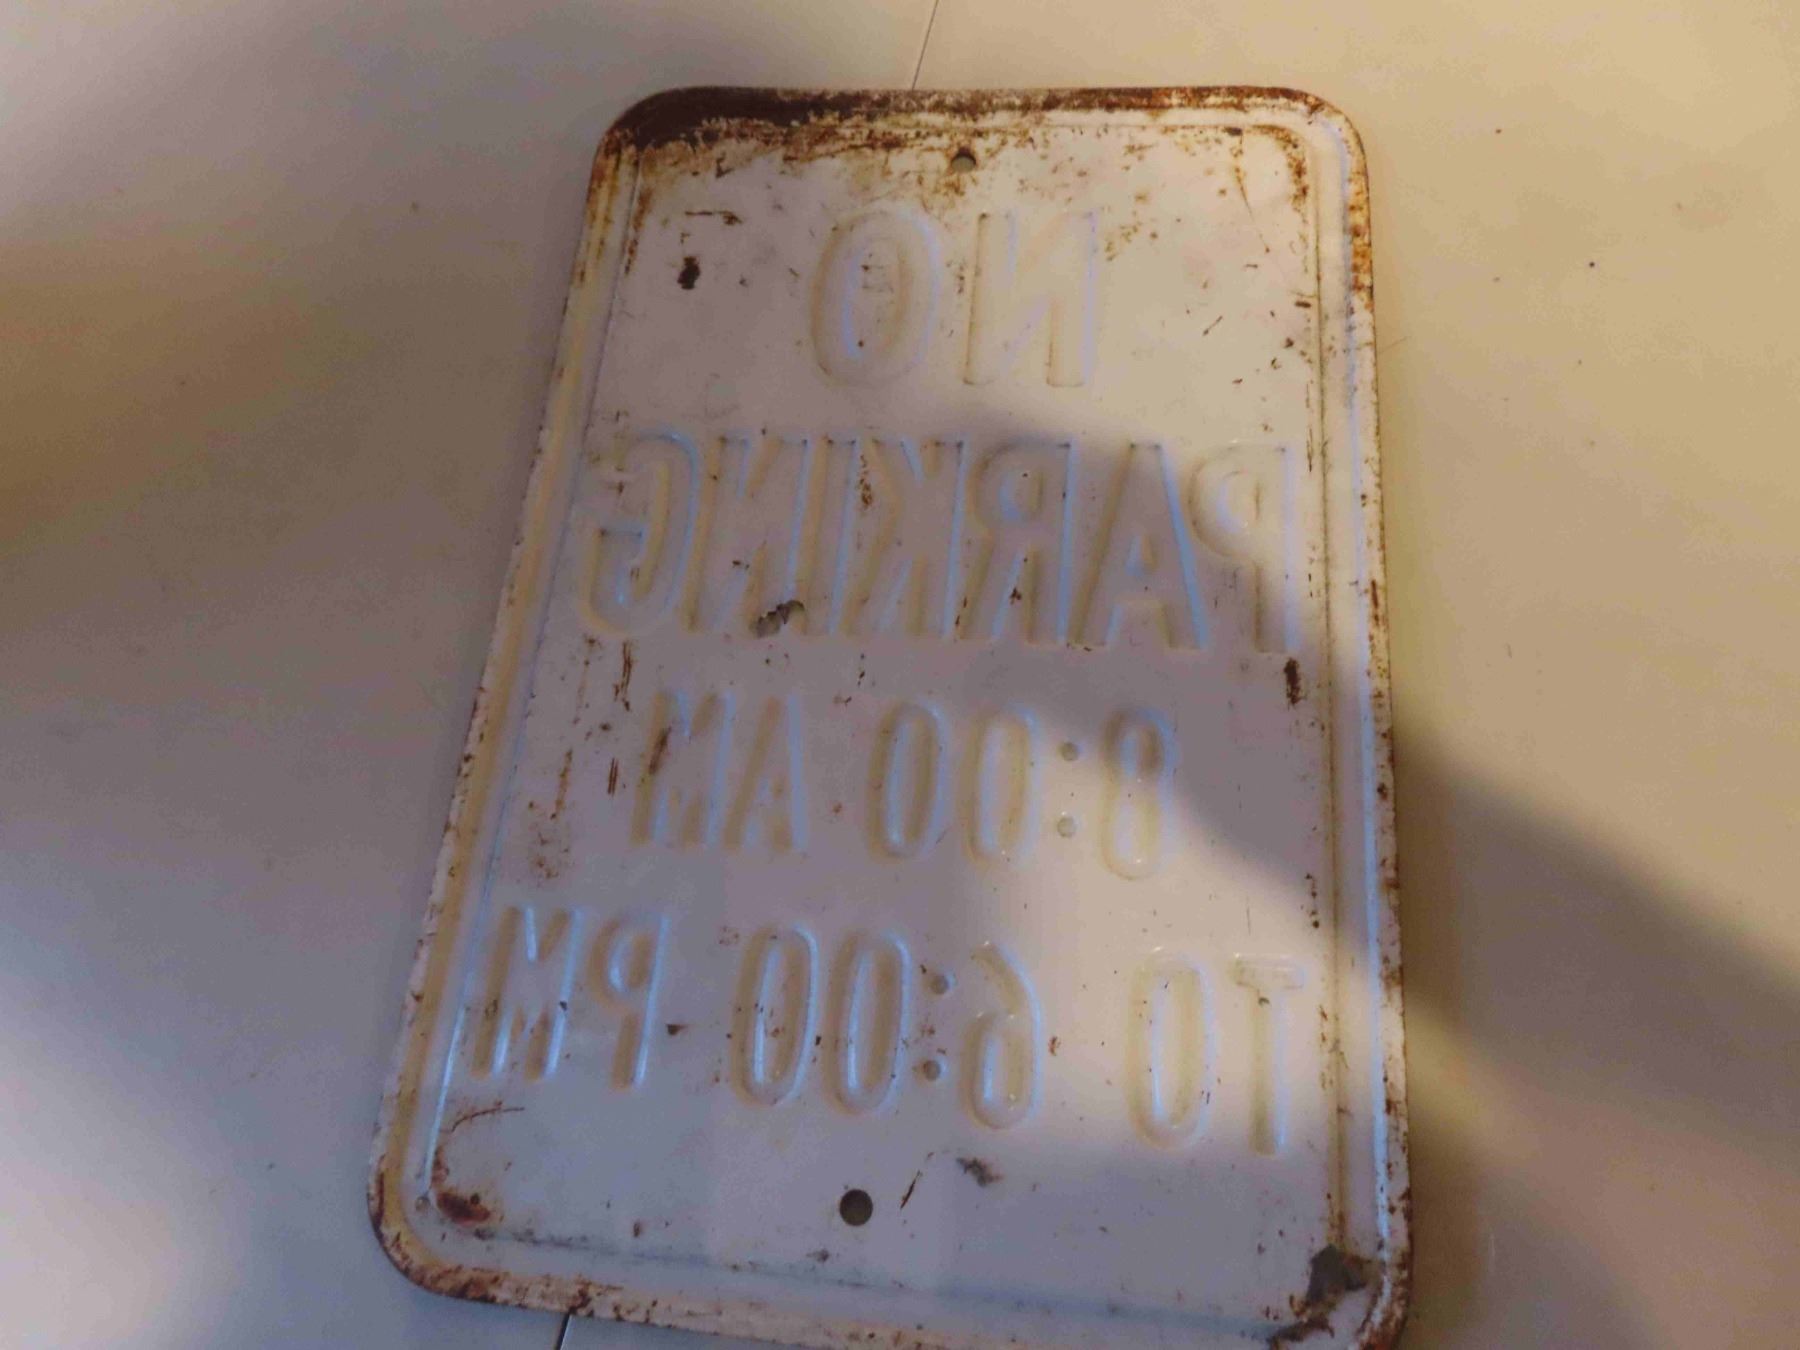 NO
PARKING
8:00 AM
TO 6:00 PM